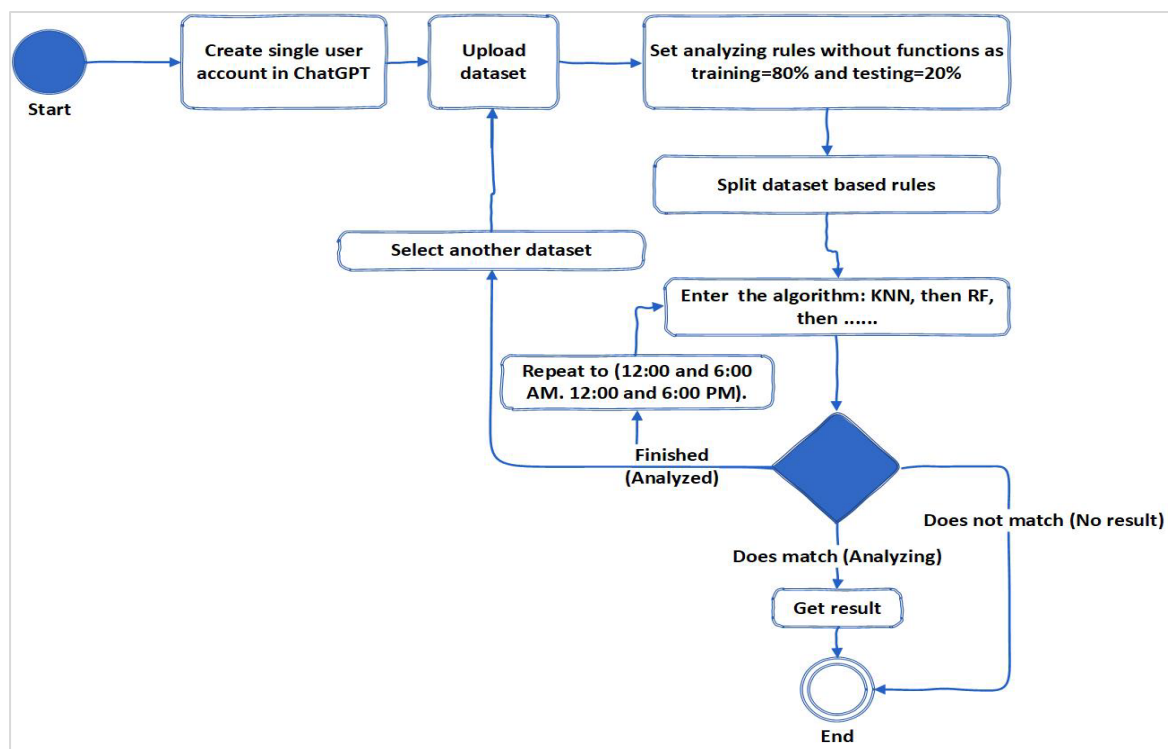 Create single user
account in ChatGPT
Upload
dataset
Set analyzing rules without functions as
training=80% and testing=20%
Start
Split dataset based rules
Select another dataset
Enter the algorithm: KNN, then RF,
then ......
Repeat to (12:00 and 6:00
AM. 12:00 and 6:00 PM).
Finished
(Analyzed)
Does not match (No result)
Does match (Analyzing)
Get result
End